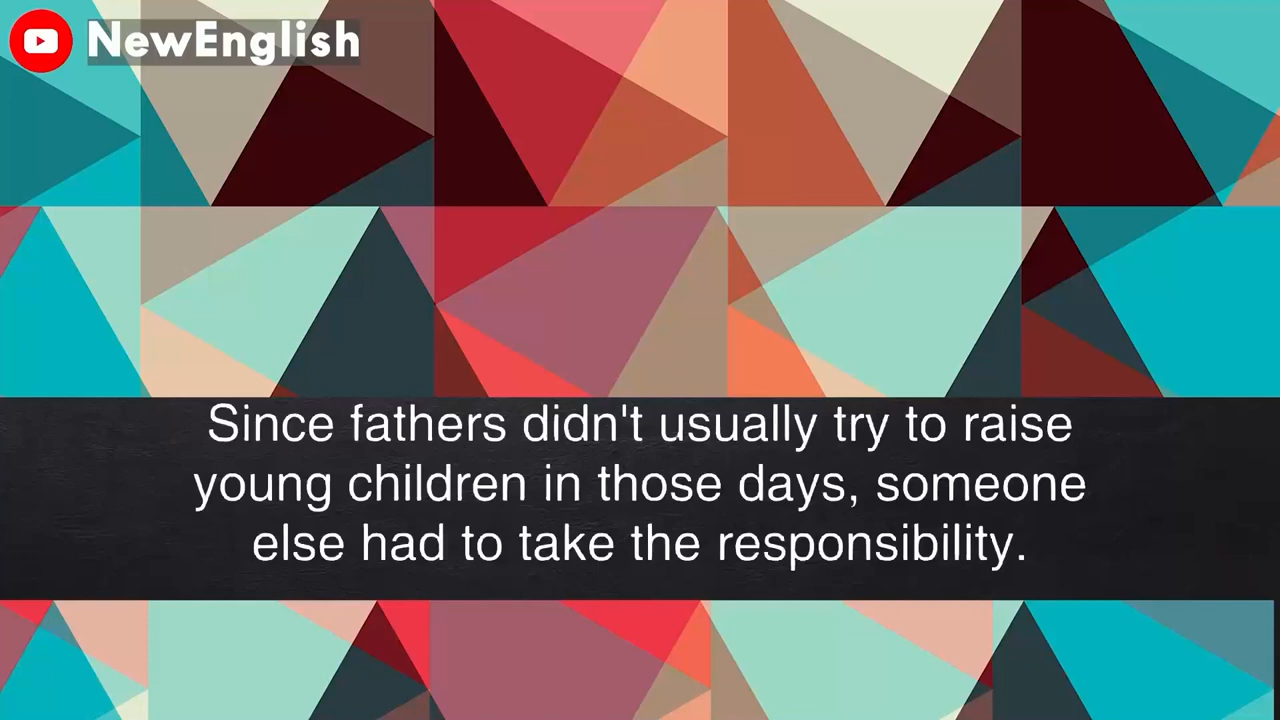 NewEnglish
Since fathers didn't usually try to raise
young children in those days, someone
else had to take the responsibility.